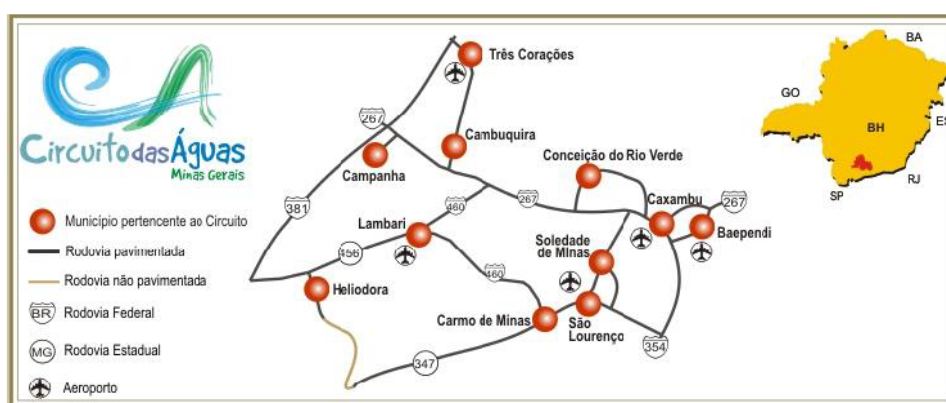 Circuito das Águas
Minas Gerais
Município pertencente ao Circuito
Rodovia pavimentada
Rodovia não pavimentada
BR Rodovia Federal
MG Rodovia Estadual
Aeroporto
Três Corações
267
Cambuquira
Campanha
Conceição do Rio Verde
381
460
267
Caxambu
267
Lambari
Baependi
456
Soledade
de Minas
460
Heliodora
Carmo de Minas
São
Lourenço
354
347
BA
GO
ES
BH
SP
RJ